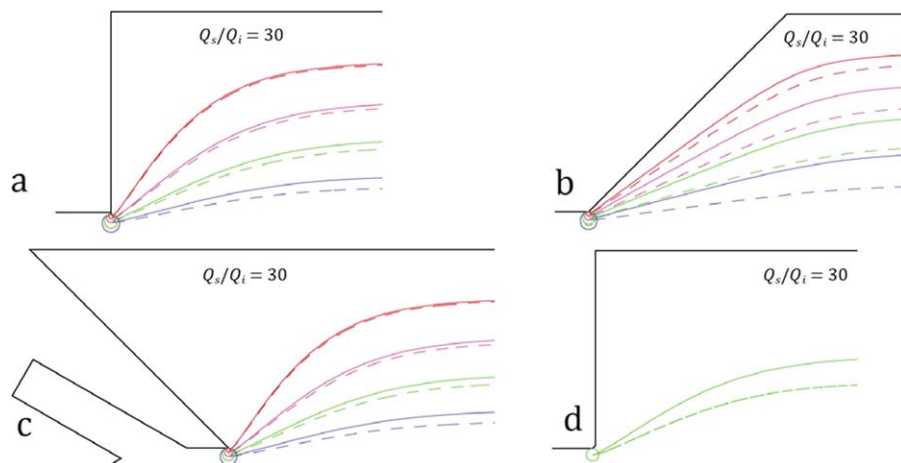 Q_s/Q_i = 30
Q_s/Q_i = 30
a
b
Q_s/Q_i = 30
Q_s/Q_i = 30
c
d